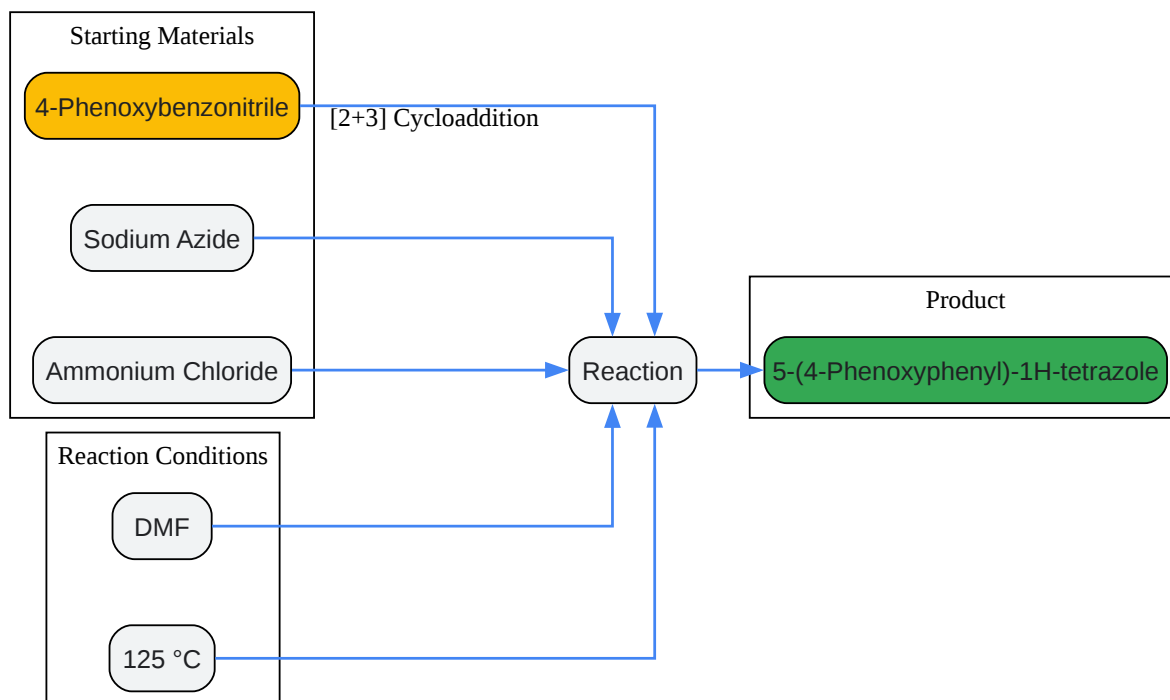 Starting Materials
4-Phenoxybenzonitrile
[2+3] Cycloaddition
Sodium Azide
Ammonium Chloride
Reaction
Product
5-(4-Phenoxyphenyl)-1H-tetrazole
Reaction Conditions
DMF
125 °C